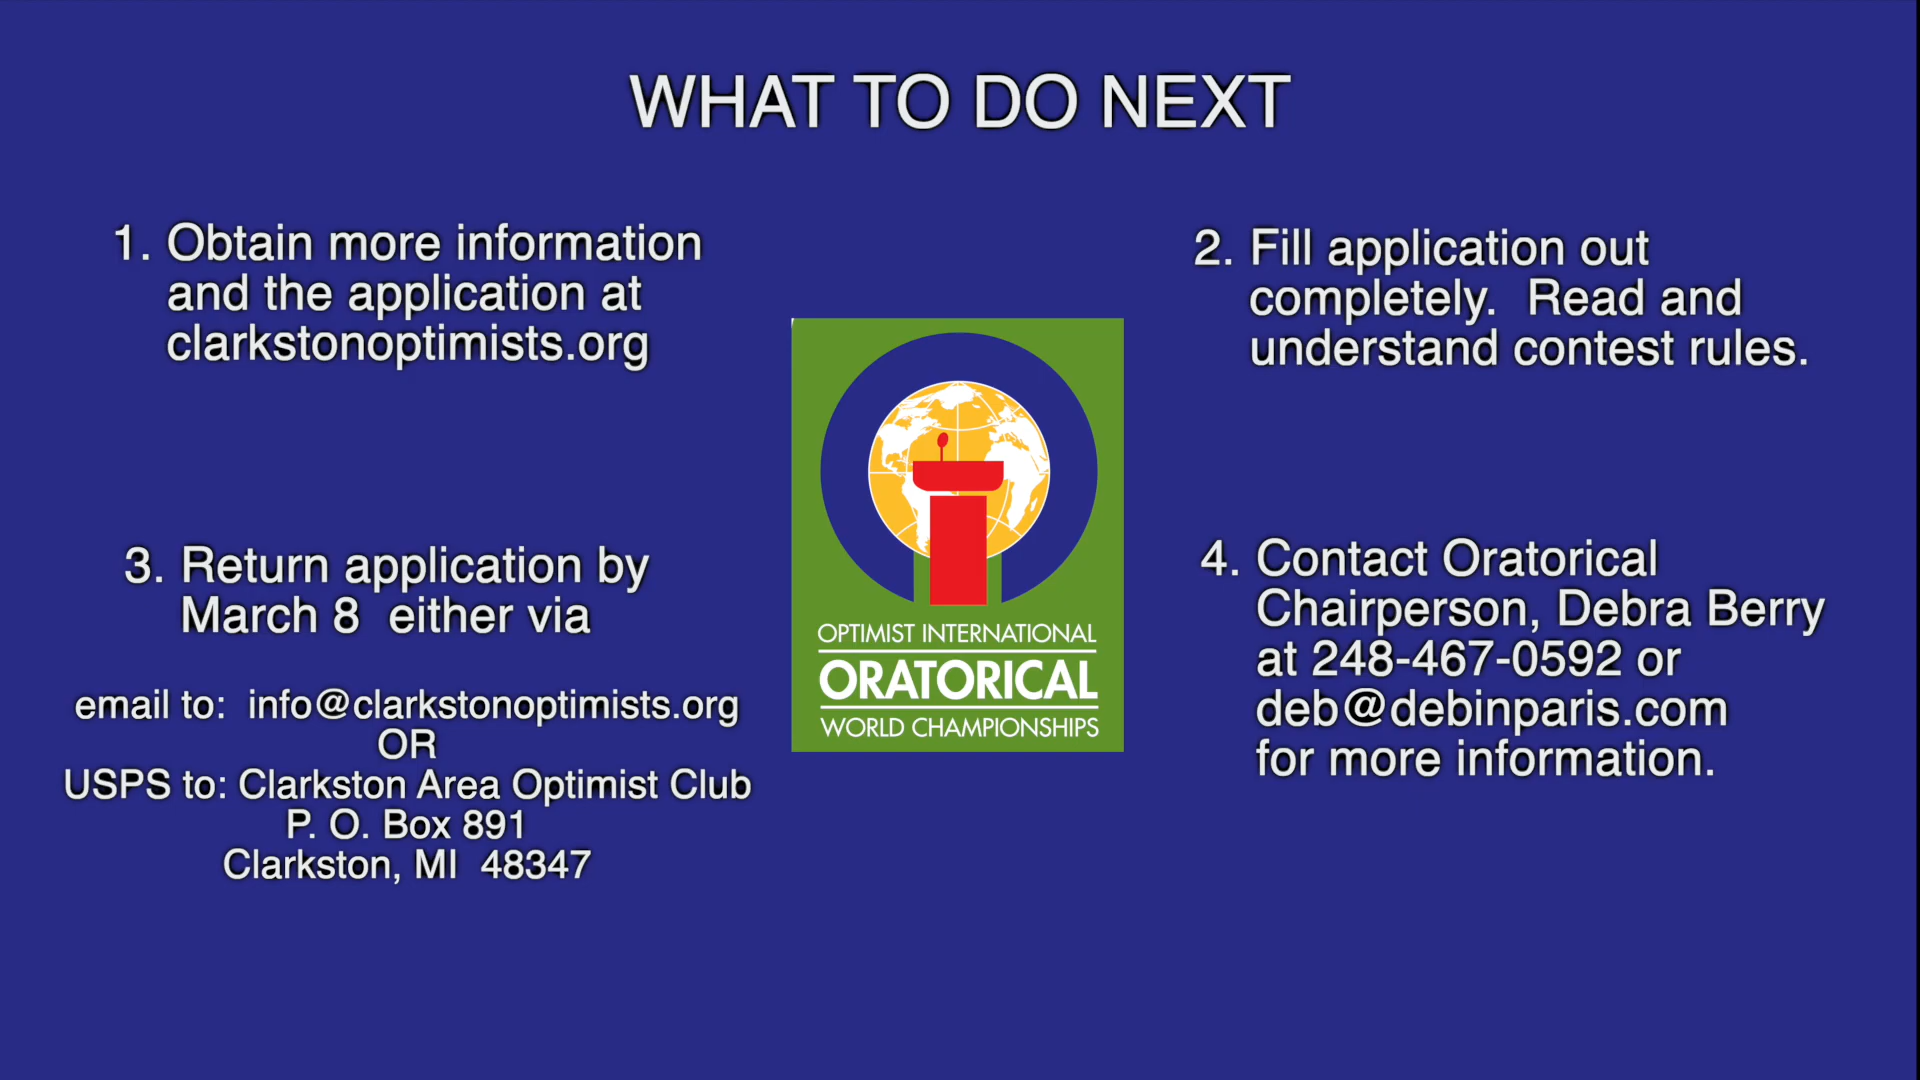 WHAT TO DO NEXT
1. Obtain more information
and the application at
clarkstonoptimists.org
2. Fill application out
completely.  Read and
understand contest rules.
3. Return application by
March 8  either via
email to:  info@clarkstonoptimists.org
OR
USPS to: Clarkston Area Optimist Club
P. O. Box 891
Clarkston, MI  48347
OPTIMIST INTERNATIONAL
ORATORICAL
WORLD CHAMPIONSHIPS
4. Contact Oratorical
Chairperson, Debra Berry
at 248-467-0592 or
deb@debinparis.com
for more information.